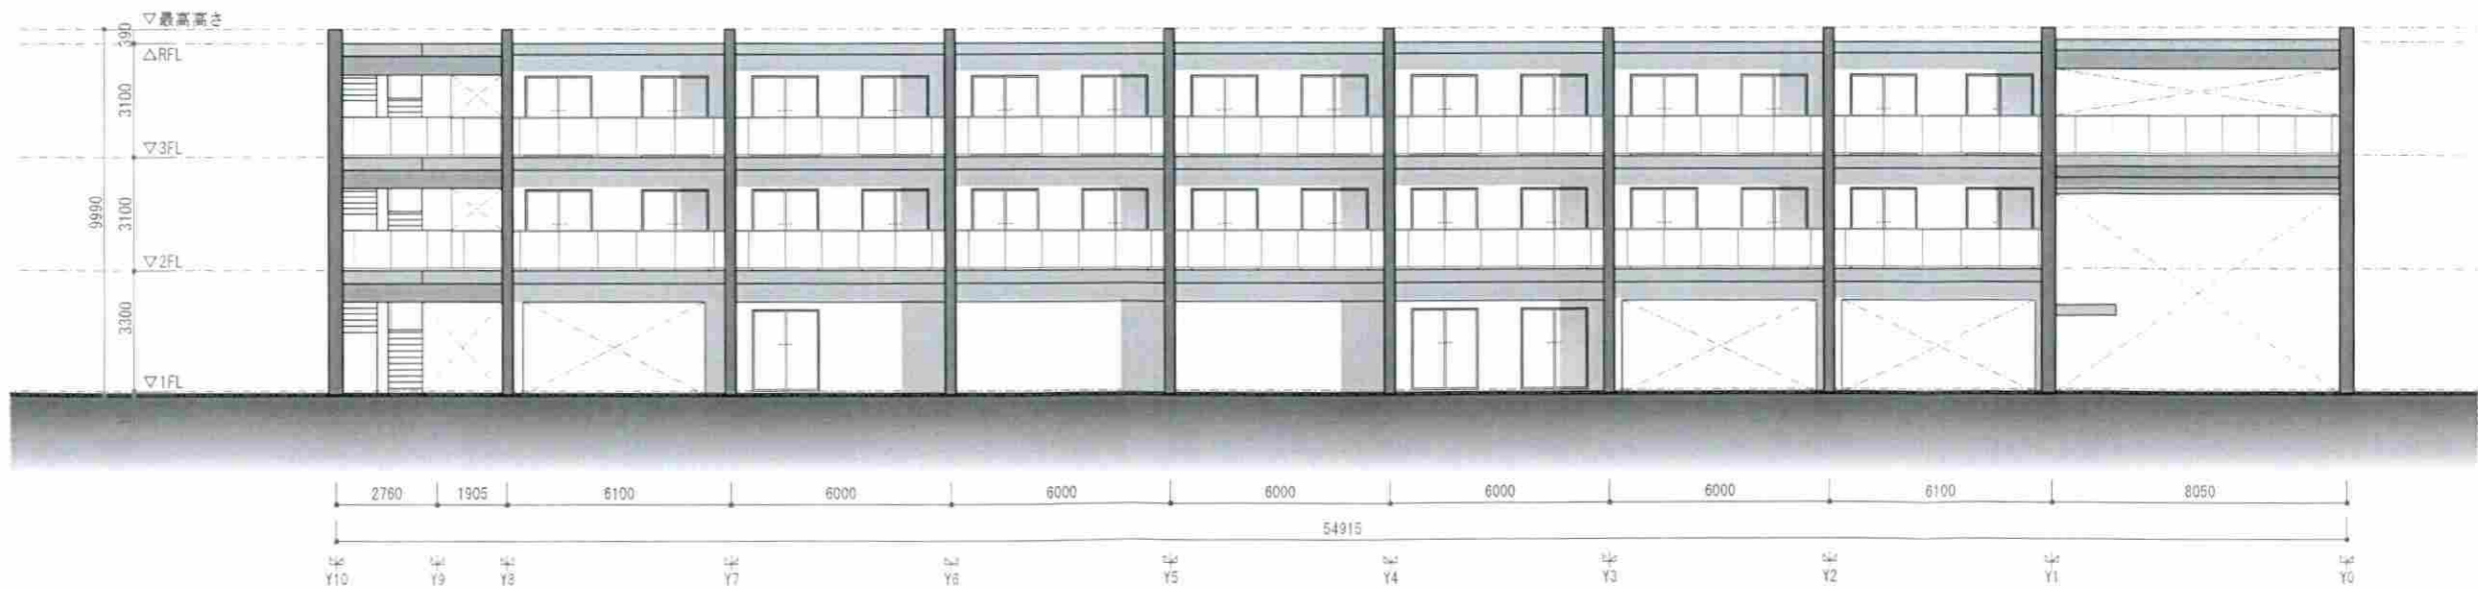 ▽最高高さ
390
△RFL
3100
▽3FL
9990
3100
▽2FL
3300
▽1FL
2760 1905 6100 6000 6000 6000 6000 6000 6100 8050
54915
Y10 Y9 Y8 Y7 Y6 Y5 Y4 Y3 Y2 Y1 Y0